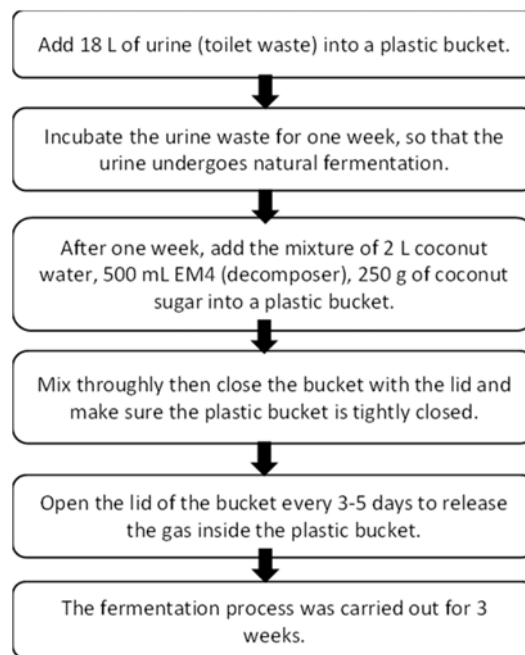 Add 18 L of urine (toilet waste) into a plastic bucket.
Incubate the urine waste for one week, so that the
urine undergoes natural fermentation.
After one week, add the mixture of 2 L coconut
water, 500 mL EM4 (decomposer), 250 g of coconut
sugar into a plastic bucket.
Mix throughly then close the bucket with the lid and
make sure the plastic bucket is tightly closed.
Open the lid of the bucket every 3-5 days to release
the gas inside the plastic bucket.
The fermentation process was carried out for 3
weeks.